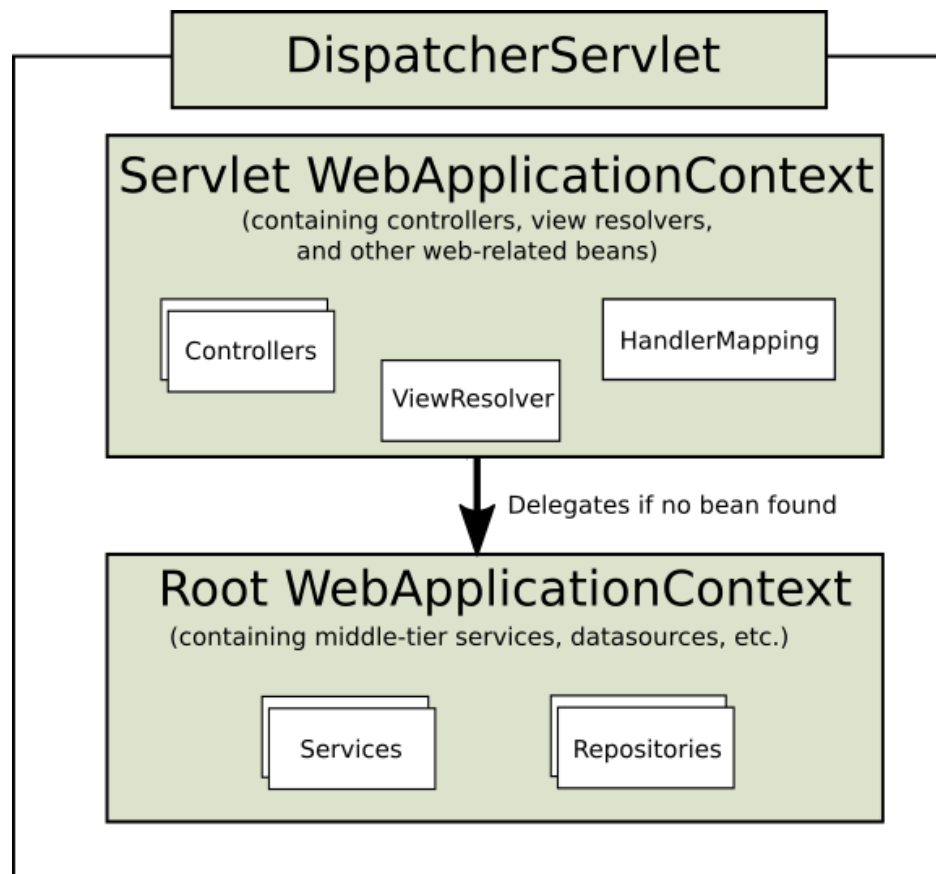 DispatcherServlet
Servlet WebApplicationContext
(containing controllers, view resolvers,
and other web-related beans)
Controllers
HandlerMapping
ViewResolver
Delegates if no bean found
Root WebApplicationContext
(containing middle-tier services, datasources, etc.)
Services
Repositories